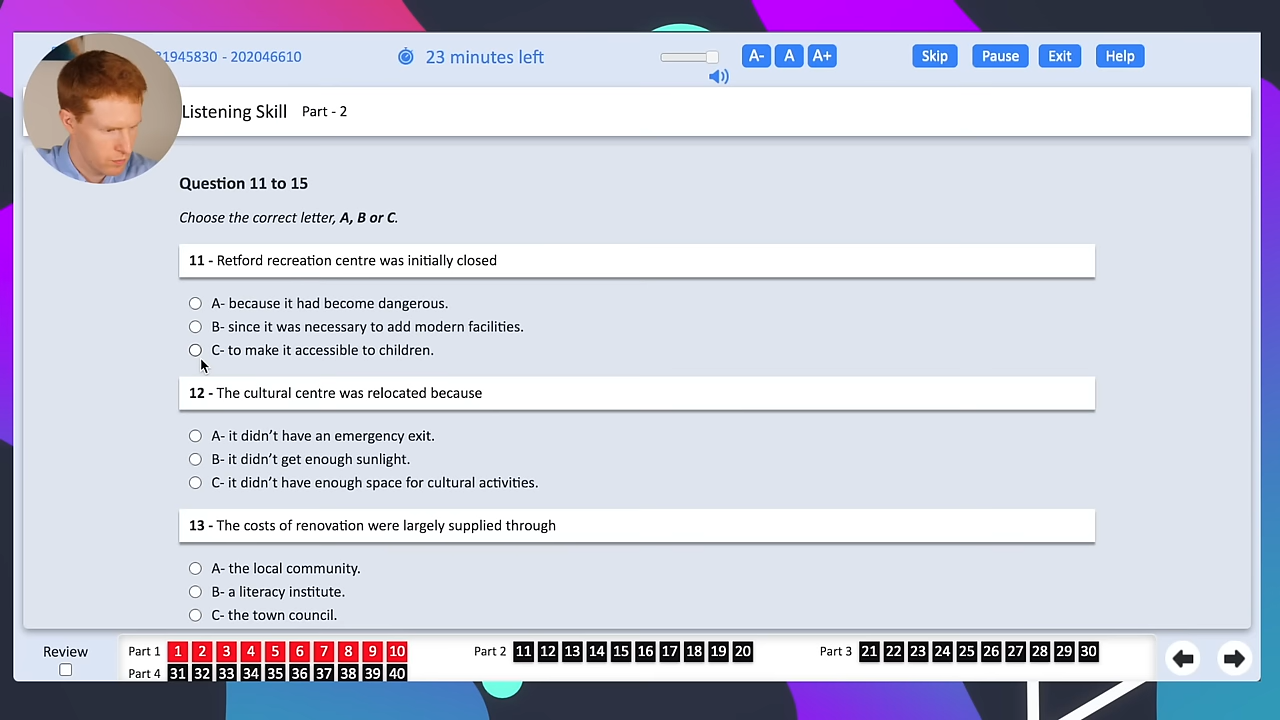 31945830 - 202046610
23 minutes left
A- A A+
Skip Pause Exit Help
Listening Skill Part - 2
Question 11 to 15
Choose the correct letter, A, B or C.
11 - Retford recreation centre was initially closed
A- because it had become dangerous.
B- since it was necessary to add modern facilities.
C- to make it accessible to children.
12 - The cultural centre was relocated because
A- it didn't have an emergency exit.
B- it didn't get enough sunlight.
C- it didn't have enough space for cultural activities.
13 - The costs of renovation were largely supplied through
A- the local community.
B- a literacy institute.
C- the town council.
Review
Part 1 1 2 3 4 5 6 7 8 9 10 Part 2 11 12 13 14 15 16 17 18 19 20 Part 3 21 22 23 24 25 26 27 28 29 30
Part 4 31 32 33 34 35 36 37 38 39 40